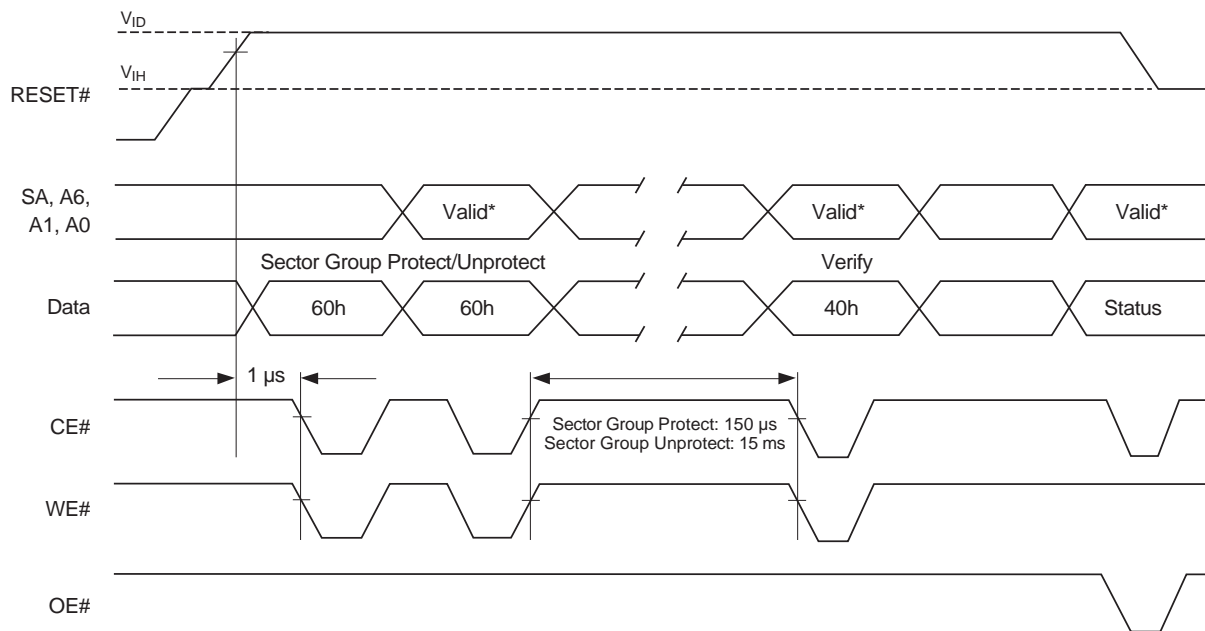 VID
VIH
RESET#
SA, A6,
A1, A0
Valid*
Valid*
Valid*
Sector Group Protect/Unprotect
Verify
Data
60h
60h
40h
Status
1 µs
CE#
Sector Group Protect: 150 µs
Sector Group Unprotect: 15 ms
WE#
OE#